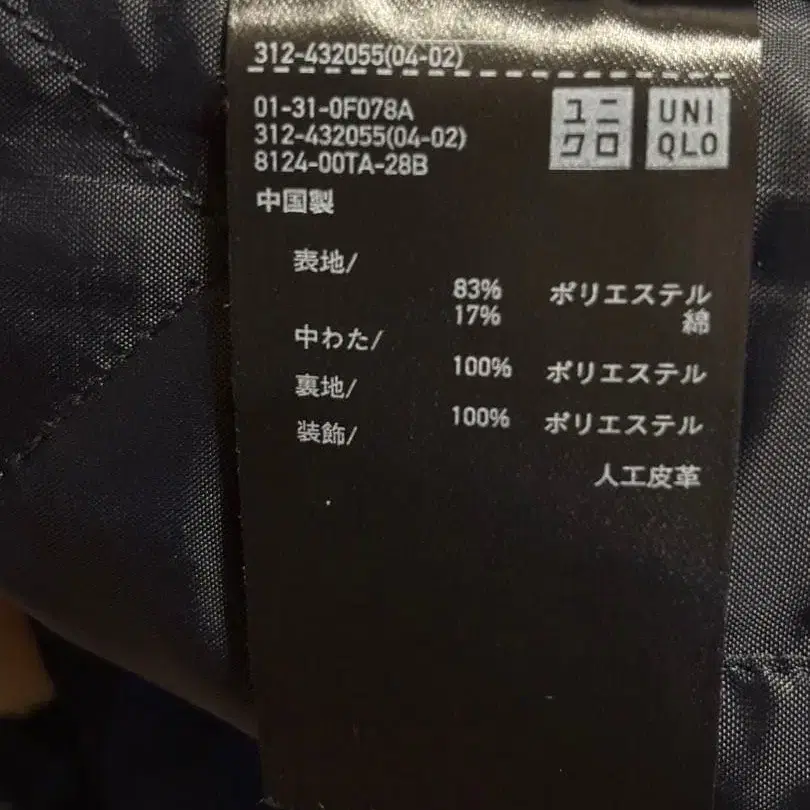 312-432055(04-02)
01-31-0F078A
312-432055(04-02)
8124-00TA-28B
中国製
ユニ
クロ
UNI
QLO
表地/
83% ポリエステル
17% 綿
中わた/
100% ポリエステル
裏地/
100% ポリエステル
装飾/
人工皮革